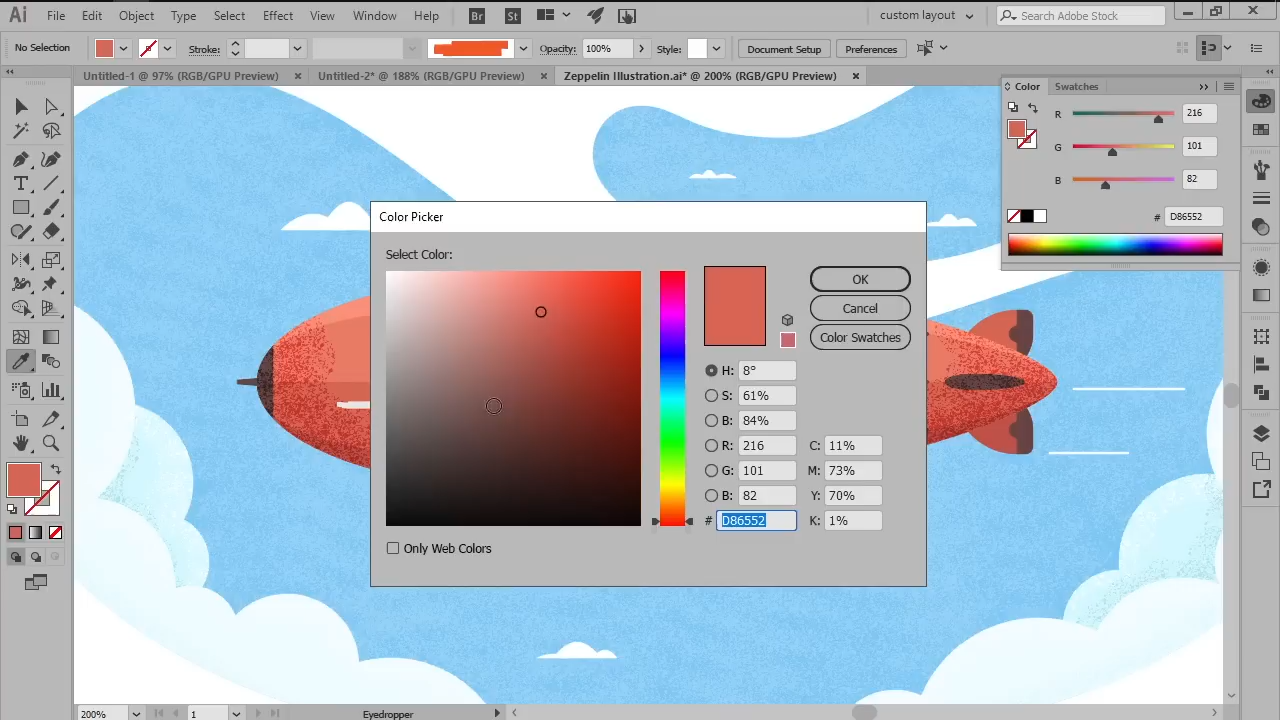 Ai File Edit Object Type Select Effect View Window Help Br St custom layout Search Adobe Stock
No Selection Stroke: Opacity: 100% Style: Document Setup Preferences
Untitled-1 @ 97% (RGB/GPU Preview) Untitled-2* @ 188% (RGB/GPU Preview) Zeppelin Illustration.ai* @ 200% (RGB/GPU Preview)
Color Swatches
R 216
G 101
B 82
# D86552
Color Picker
Select Color:
OK
Cancel
Color Swatches
H: 8°
S: 61%
B: 84%
R: 216 C: 11%
G: 101 M: 73%
B: 82 Y: 70%
# D86552 K: 1%
Only Web Colors
200% 1 Eyedropper